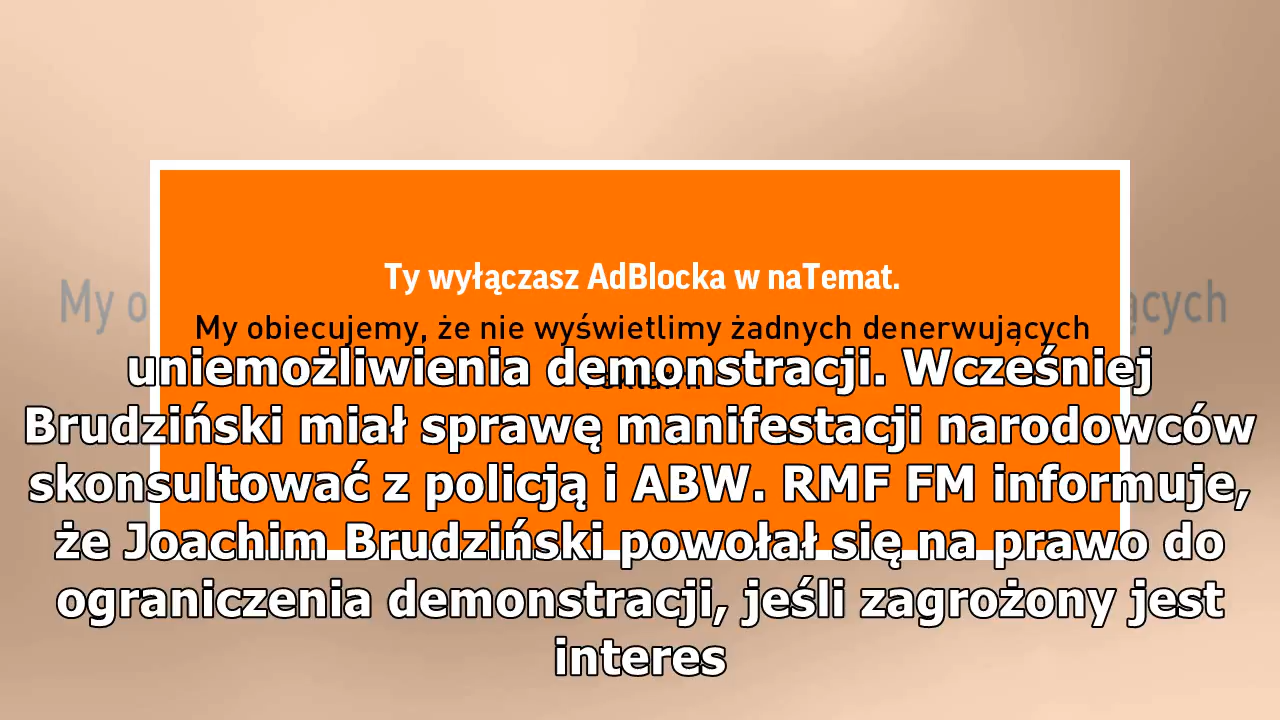 Ty wyłączasz AdBlocka w naTemat.
My o
ących
My obiecujemy, że nie wyświetlimy żadnych denerwujących
uniemożliwienia demonstracji. Wcześniej
Brudziński miał sprawę manifestacji narodowców
skonsultować z policją i ABW. RMF FM informuje,
że Joachim Brudziński powołał się na prawo do
ograniczenia demonstracji, jeśli zagrożony jest
interes